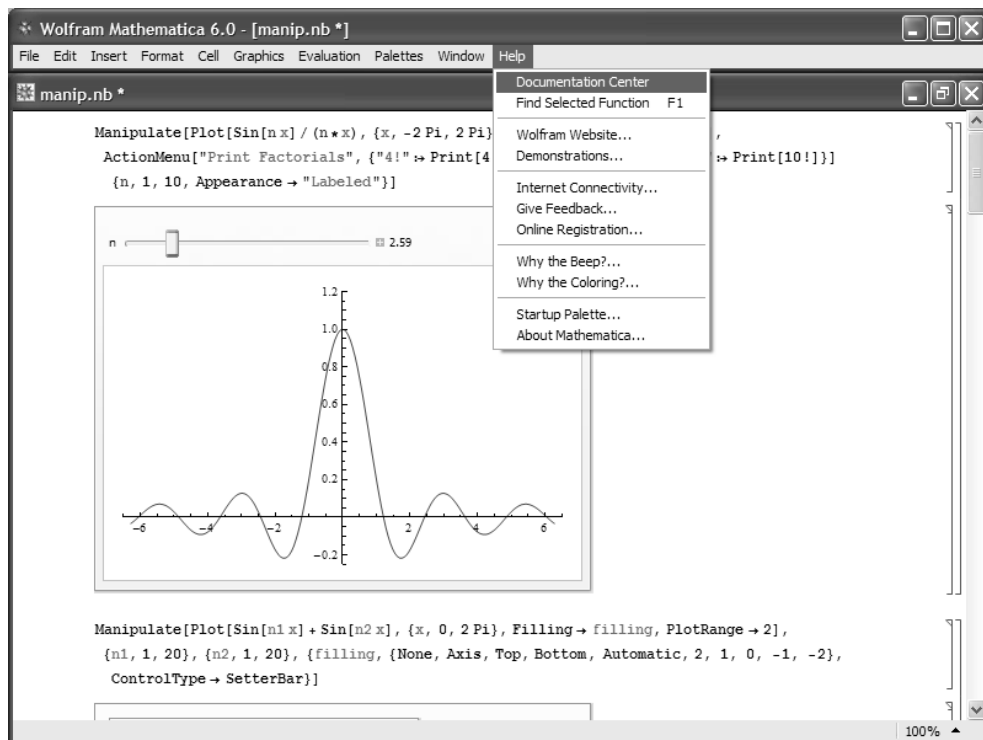 Wolfram Mathematica 6.0 - [manip.nb *]
File Edit Insert Format Cell Graphics Evaluation Palettes Window Help
manip.nb *
Documentation Center
Find Selected Function F1
Wolfram Website...
Demonstrations...
Internet Connectivity...
Give Feedback...
Online Registration...
Why the Beep?...
Why the Coloring?...
Startup Palette...
About Mathematica...
Manipulate[Plot[Sin[n x] / (n * x), {x, -2 Pi, 2 Pi} ,
ActionMenu["Print Factorials", {"4!" :→ Print[4 " :→ Print[10!]}]
{n, 1, 10, Appearance → "Labeled"}]
n 2.59
1.2
1.0
0.8
0.6
0.4
0.2
-6 -4 -2 2 4 6
-0.2
Manipulate[Plot[Sin[n1 x] + Sin[n2 x], {x, 0, 2 Pi}, Filling → filling, PlotRange → 2],
{n1, 1, 20}, {n2, 1, 20}, {filling, {None, Axis, Top, Bottom, Automatic, 2, 1, 0, -1, -2},
ControlType → SetterBar}]
100%